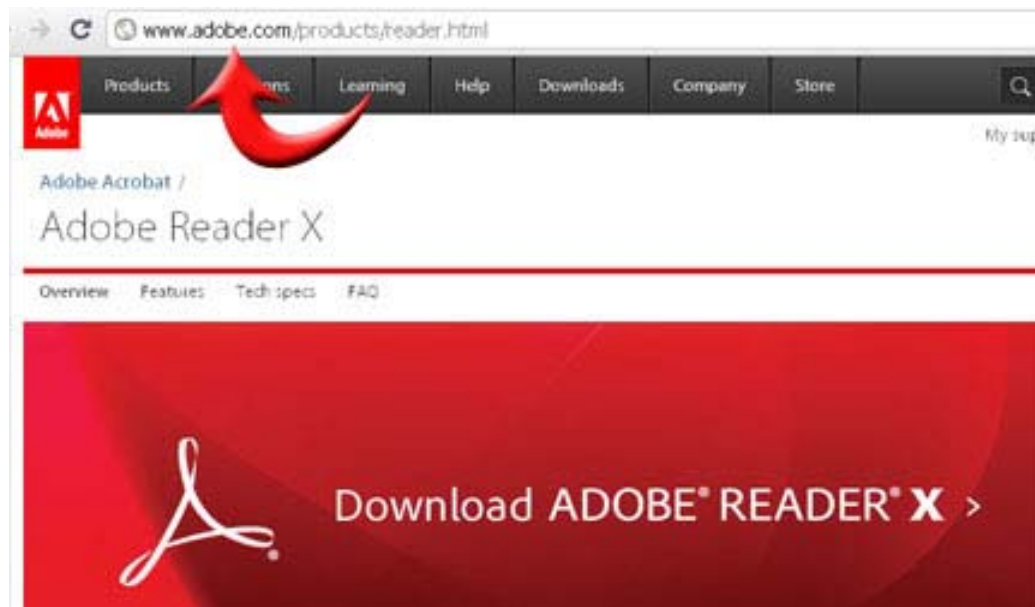 www.adobe.com/products/reader.html
Products Learning Help Downloads Company Store
Adobe
My sup
Adobe Acrobat /
Adobe Reader X
Overview Features Tech specs FAQ
Download ADOBE® READER® X >